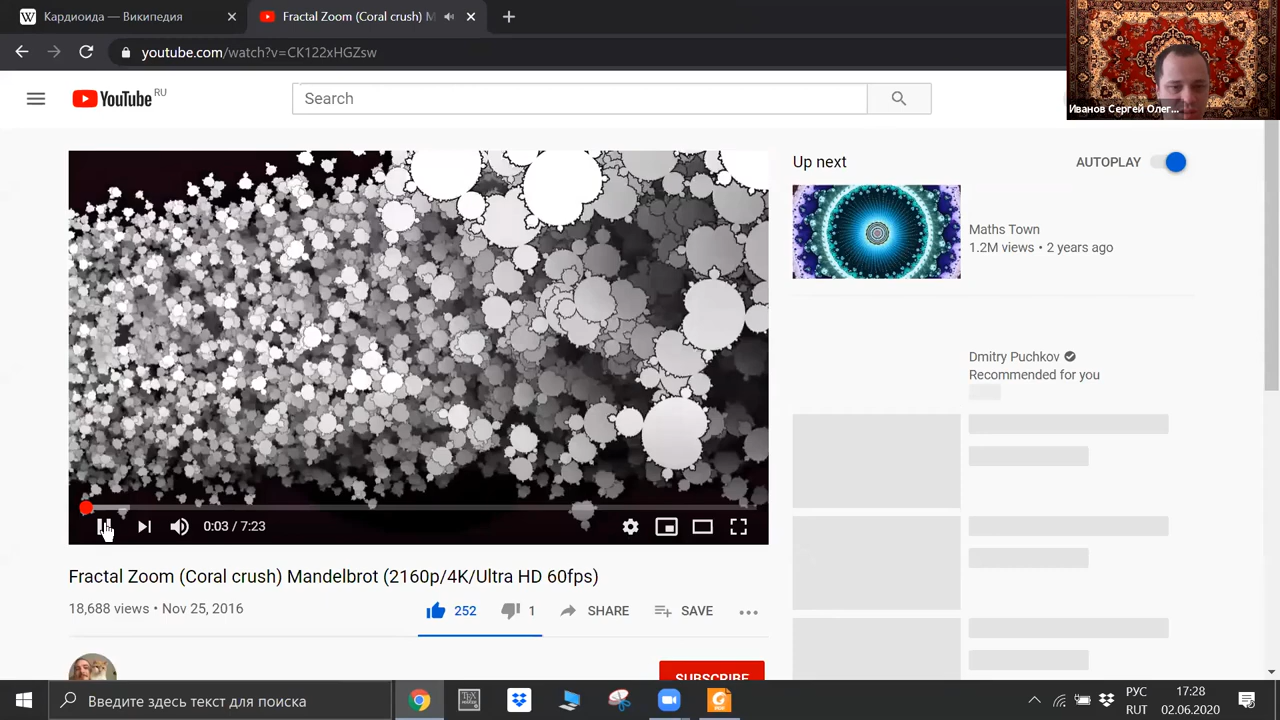 Кардиоида — Википедия
Fractal Zoom (Coral crush) M
youtube.com/watch?v=CK122xHGZsw
Иванов Сергей Олег...
YouTube RU
Search
Up next
AUTOPLAY
Maths Town
1.2M views • 2 years ago
Dmitry Puchkov
Recommended for you
0:03 / 7:23
Fractal Zoom (Coral crush) Mandelbrot (2160p/4K/Ultra HD 60fps)
18,688 views • Nov 25, 2016
252
1
SHARE
SAVE
SUBSCRIBE
Введите здесь текст для поиска
РУС
RUT
17:28
02.06.2020